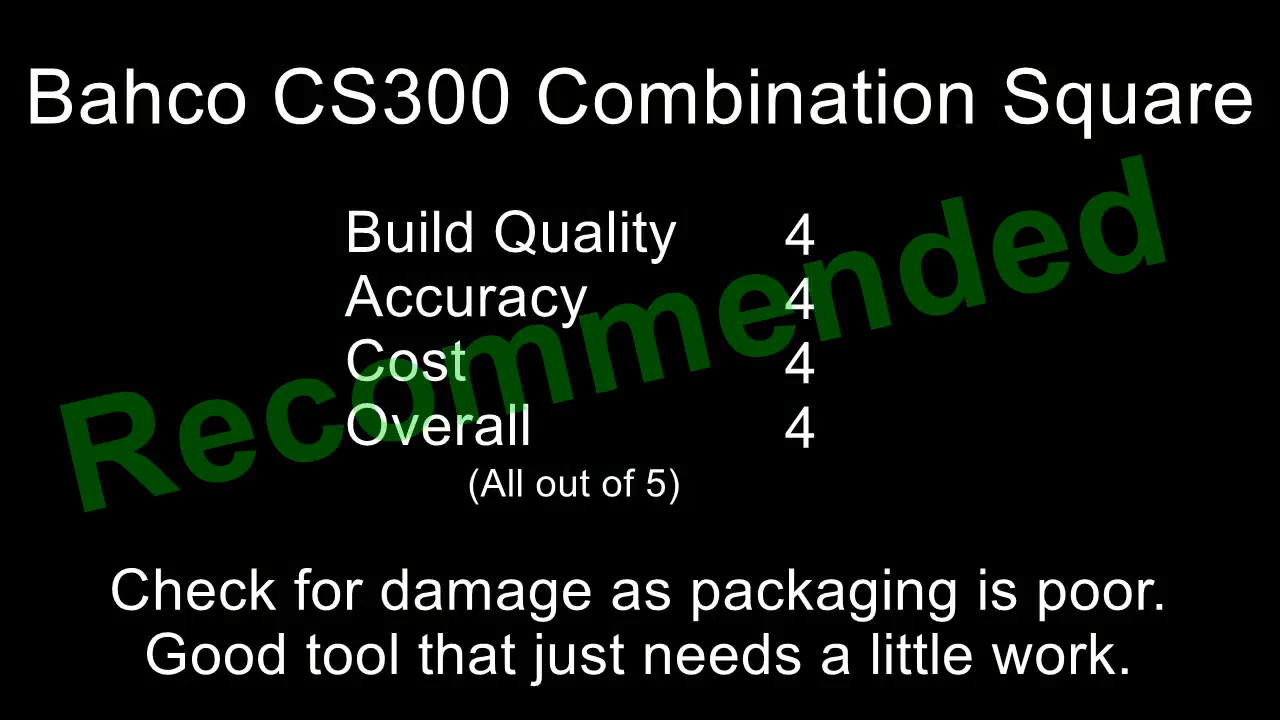 Bahco CS300 Combination Square
Build Quality 4
Accuracy 4
Cost 4
Overall 4
(All out of 5)
Recommended
Check for damage as packaging is poor.
Good tool that just needs a little work.